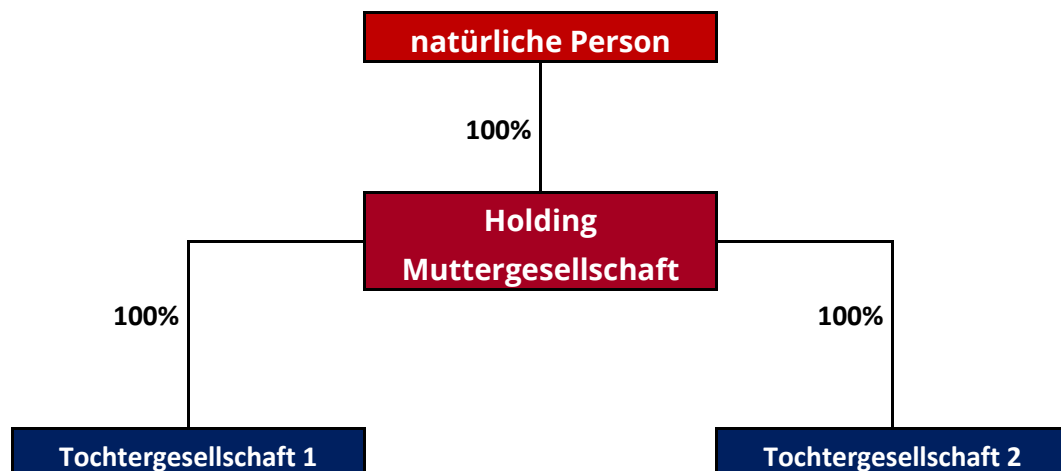 natürliche Person
100%
Holding
Muttergesellschaft
100%
100%
Tochtergesellschaft 1
Tochtergesellschaft 2